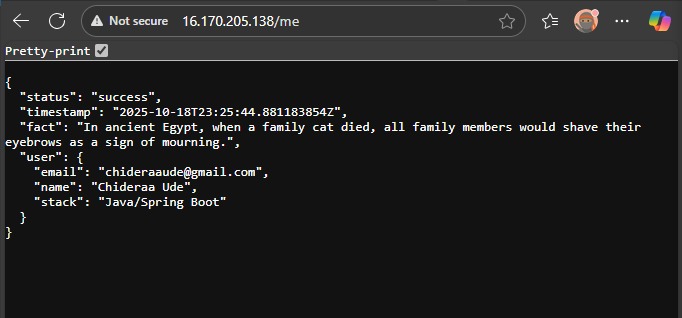 Not secure 16.170.205.138/me
Pretty-print
{
  "status": "success",
  "timestamp": "2025-10-18T23:25:44.881183854Z",
  "fact": "In ancient Egypt, when a family cat died, all family members would shave their
eyebrows as a sign of mourning.",
  "user": {
    "email": "chideraaude@gmail.com",
    "name": "Chideraa Ude",
    "stack": "Java/Spring Boot"
  }
}